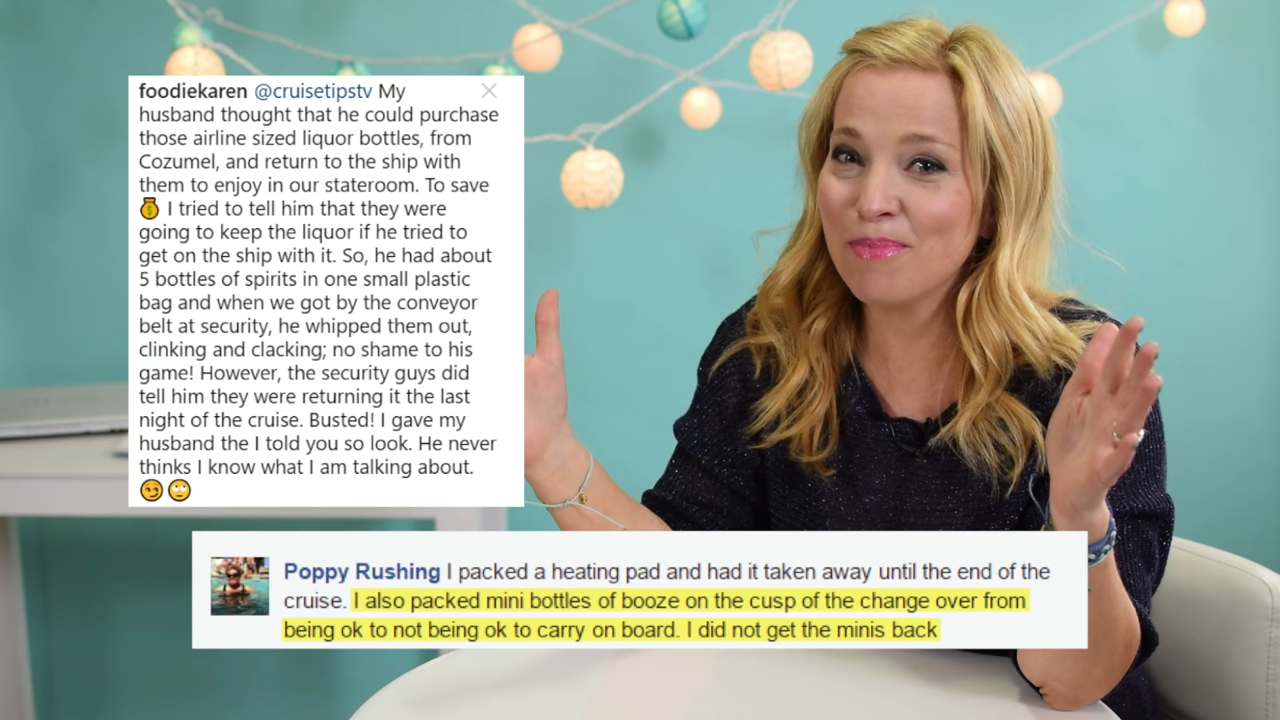 foodiekaren @cruisetipstv My
husband thought that he could purchase
those airline sized liquor bottles, from
Cozumel, and return to the ship with
them to enjoy in our stateroom. To save
💰 I tried to tell him that they were
going to keep the liquor if he tried to
get on the ship with it. So, he had about
5 bottles of spirits in one small plastic
bag and when we got by the conveyor
belt at security, he whipped them out,
clinking and clacking; no shame to his
game! However, the security guys did
tell him they were returning it the last
night of the cruise. Busted! I gave my
husband the I told you so look. He never
thinks I know what I am talking about.
😏🙄
Poppy Rushing I packed a heating pad and had it taken away until the end of the
cruise. I also packed mini bottles of booze on the cusp of the change over from
being ok to not being ok to carry on board. I did not get the minis back